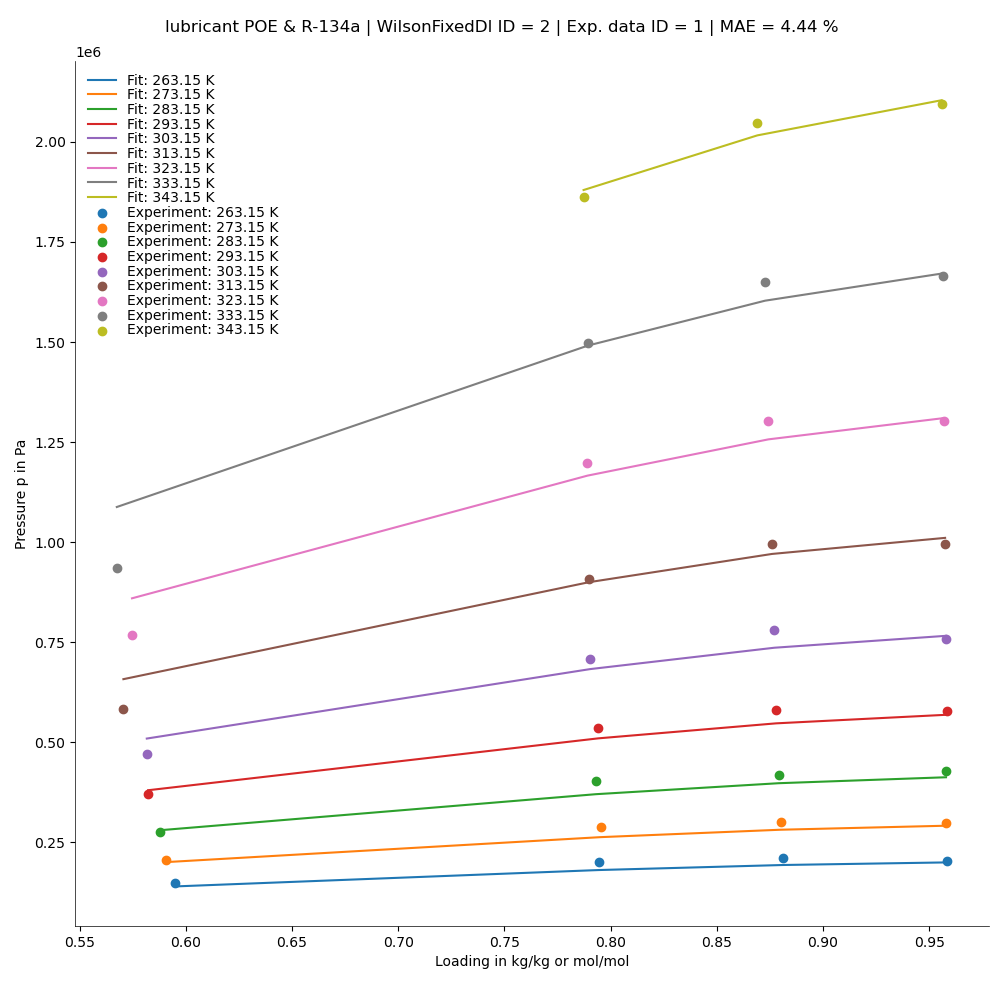 lubricant POE & R-134a | WilsonFixedDl ID = 2 | Exp. data ID = 1 | MAE = 4.44 %
1e6
Fit: 263.15 K
Fit: 273.15 K
Fit: 283.15 K
Fit: 293.15 K
Fit: 303.15 K
Fit: 313.15 K
Fit: 323.15 K
Fit: 333.15 K
Fit: 343.15 K
Experiment: 263.15 K
Experiment: 273.15 K
Experiment: 283.15 K
Experiment: 293.15 K
Experiment: 303.15 K
Experiment: 313.15 K
Experiment: 323.15 K
Experiment: 333.15 K
Experiment: 343.15 K
2.00
1.75
1.50
1.25
1.00
0.75
0.50
0.25
Pressure p in Pa
0.55 0.60 0.65 0.70 0.75 0.80 0.85 0.90 0.95
Loading in kg/kg or mol/mol